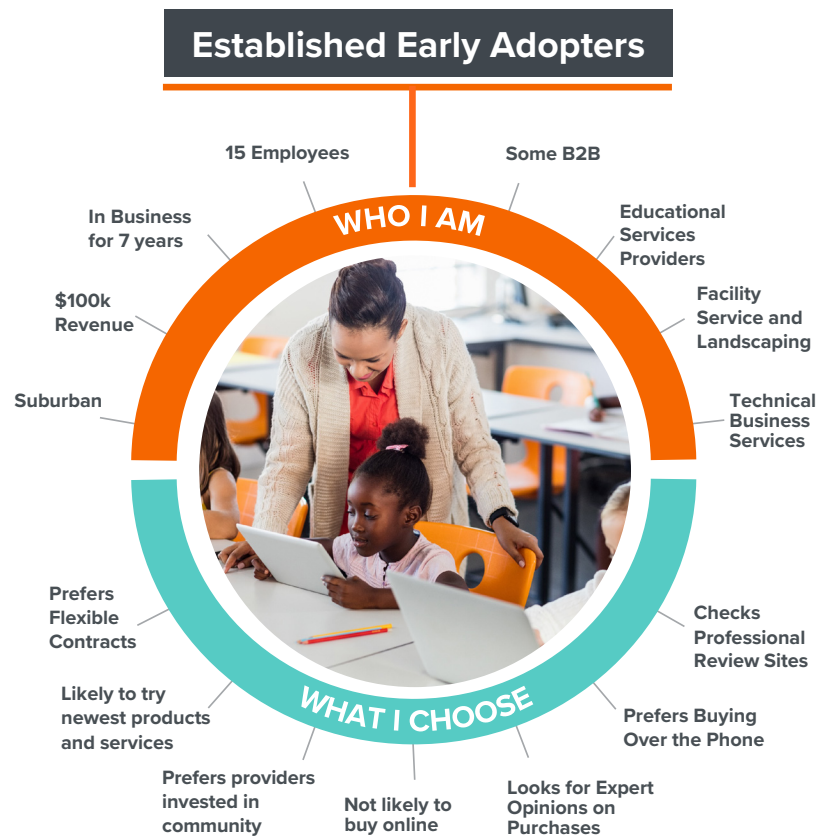 Established Early Adopters
15 Employees
Some B2B
In Business
for 7 years
WHO I AM
Educational
Services
Providers
$100k
Revenue
Facility
Service and
Landscaping
Suburban
Technical
Business
Services
Prefers
Flexible
Contracts
Checks
Professional
Review Sites
Likely to try
newest products
and services
WHAT I CHOOSE
Prefers Buying
Over the Phone
Prefers providers
invested in
community
Not likely to
buy online
Looks for Expert
Opinions on
Purchases